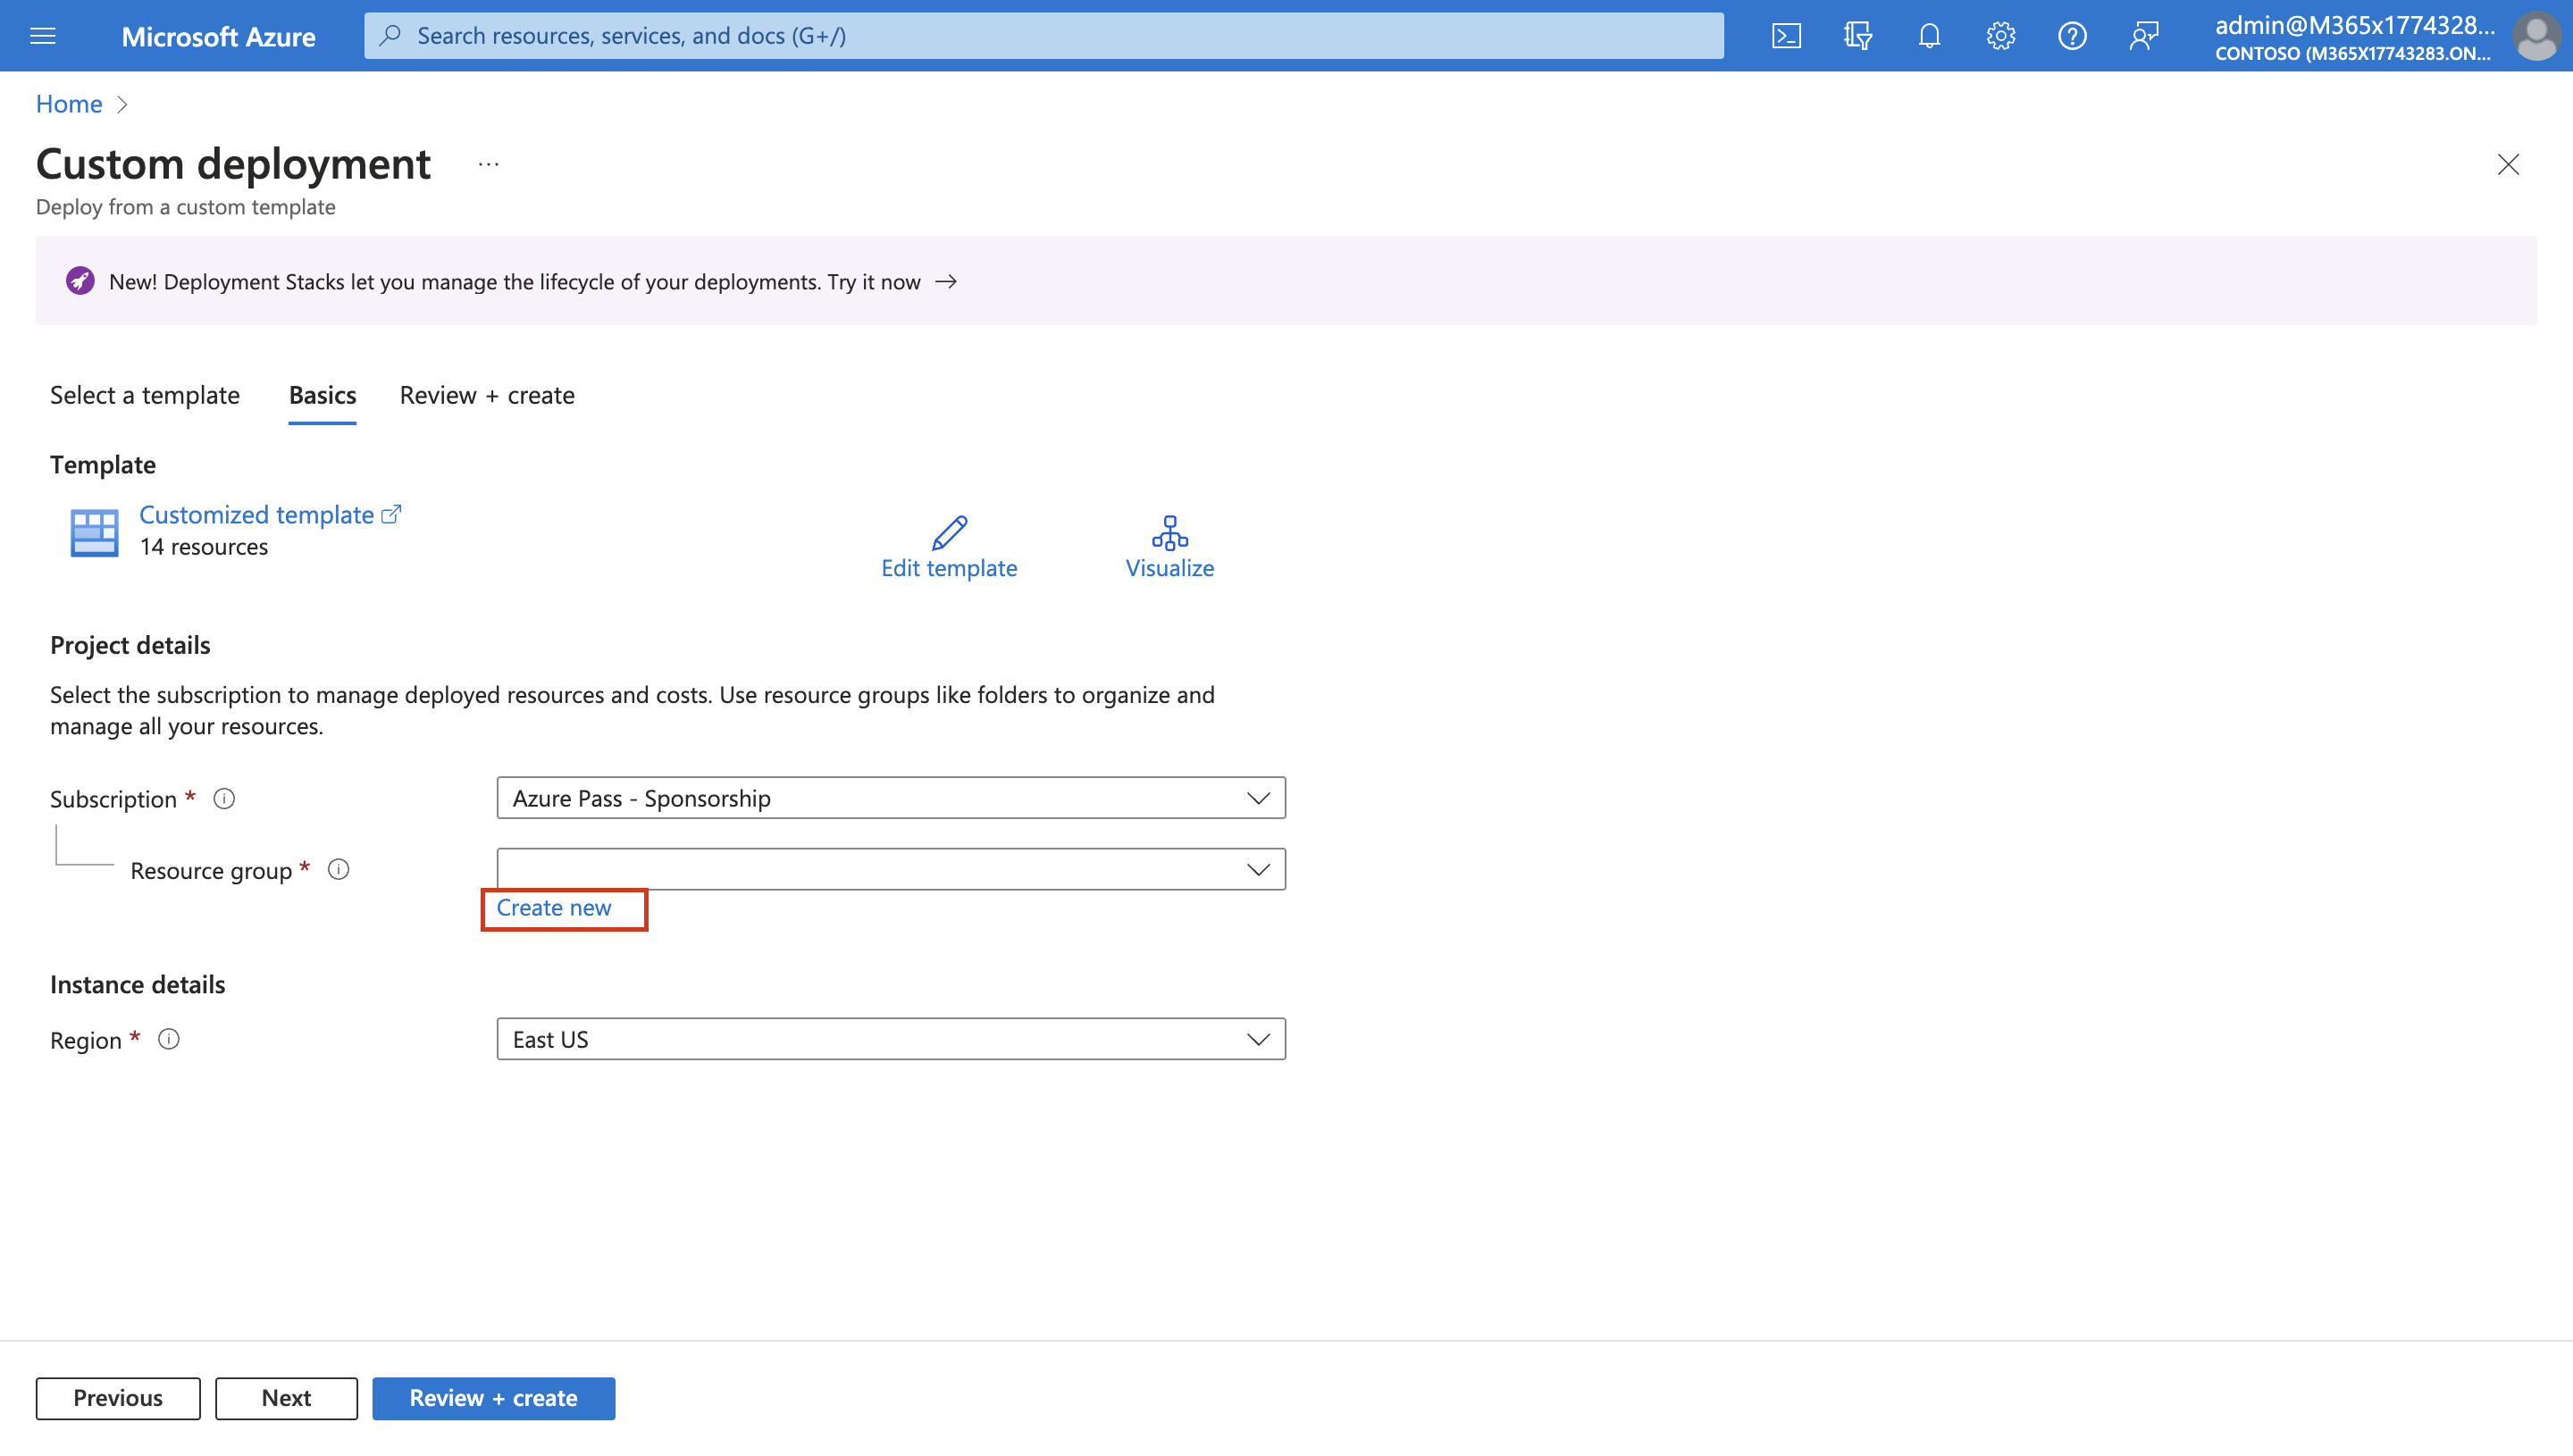 Microsoft Azure
Search resources, services, and docs (G+/)
admin@M365x1774328...
CONTOSO (M365X17743283.ON...
Home
Custom deployment ...
Deploy from a custom template
New! Deployment Stacks let you manage the lifecycle of your deployments. Try it now →
Select a template Basics Review + create
Template
Customized template
14 resources
Edit template Visualize
Project details
Select the subscription to manage deployed resources and costs. Use resource groups like folders to organize and
manage all your resources.
Subscription * Azure Pass - Sponsorship
Resource group *
Create new
Instance details
Region * East US
Previous Next Review + create